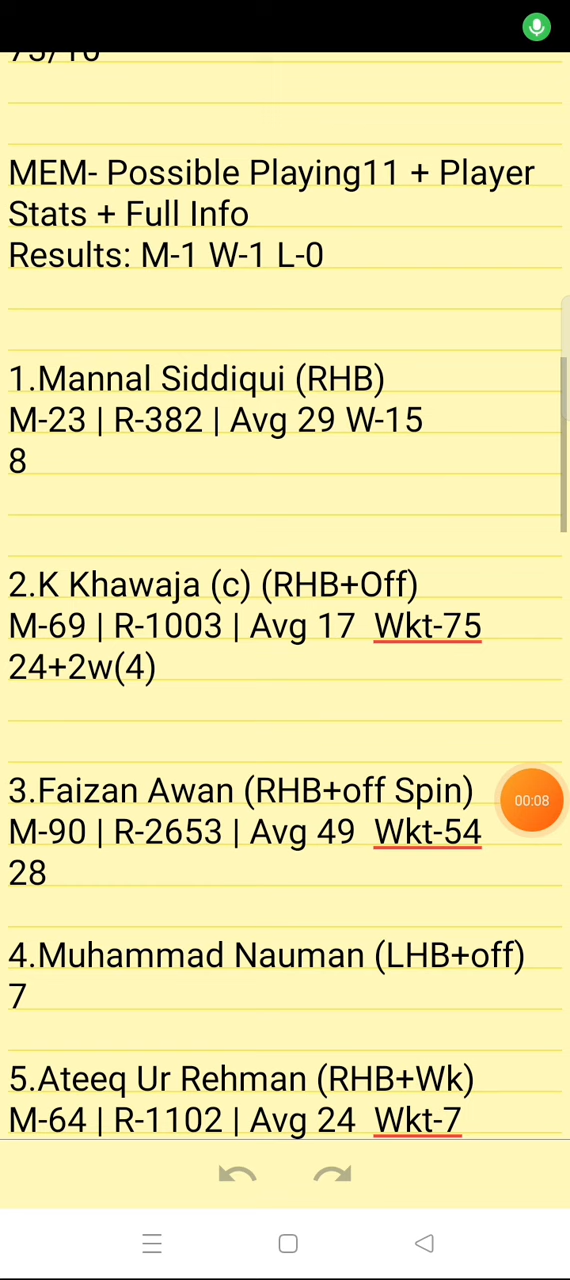 75/10
MEM- Possible Playing11 + Player
Stats + Full Info
Results: M-1 W-1 L-0
1.Mannal Siddiqui (RHB)
M-23 | R-382 | Avg 29 W-15
8
2.K Khawaja (c) (RHB+Off)
M-69 | R-1003 | Avg 17 Wkt-75
24+2w(4)
3.Faizan Awan (RHB+off Spin)
M-90 | R-2653 | Avg 49 Wkt-54
00:08
28
4.Muhammad Nauman (LHB+off)
7
5.Ateeq Ur Rehman (RHB+Wk)
M-64 | R-1102 | Avg 24 Wkt-7